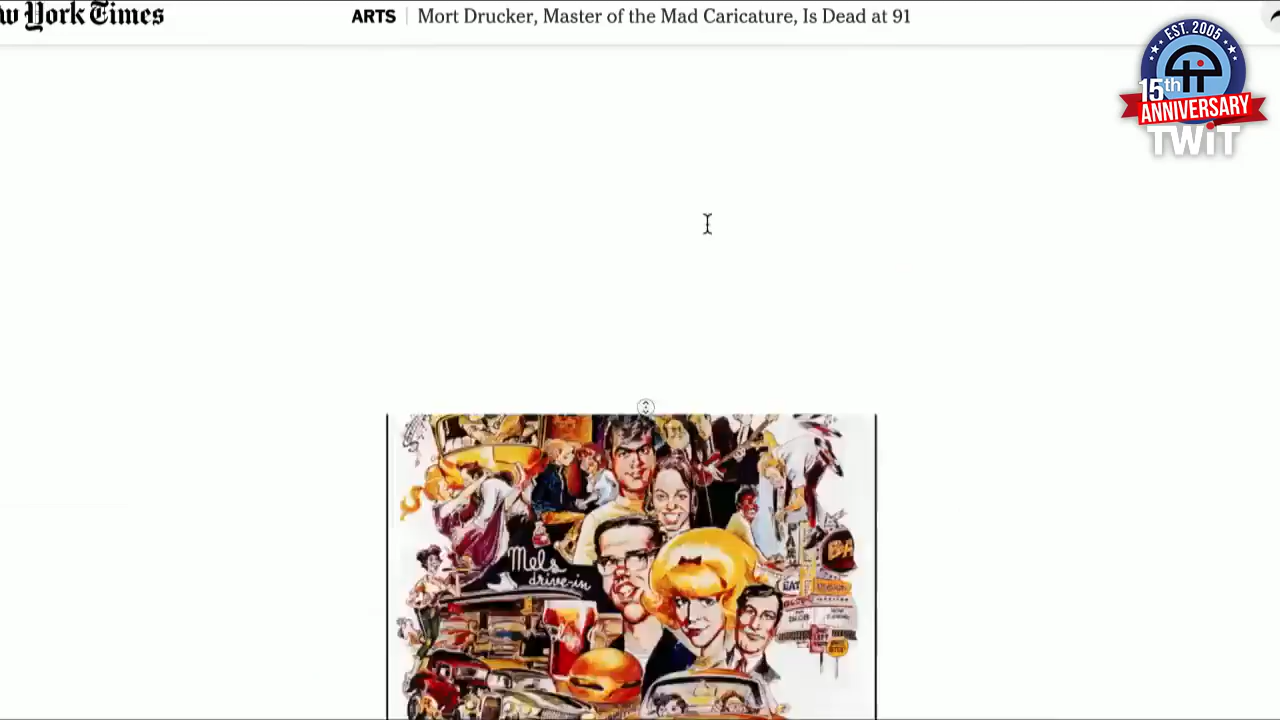 w York Times
ARTS
Mort Drucker, Master of the Mad Caricature, Is Dead at 91
EST. 2005
15th
ANNIVERSARY
TWiT
Mels
drive-in
EAT